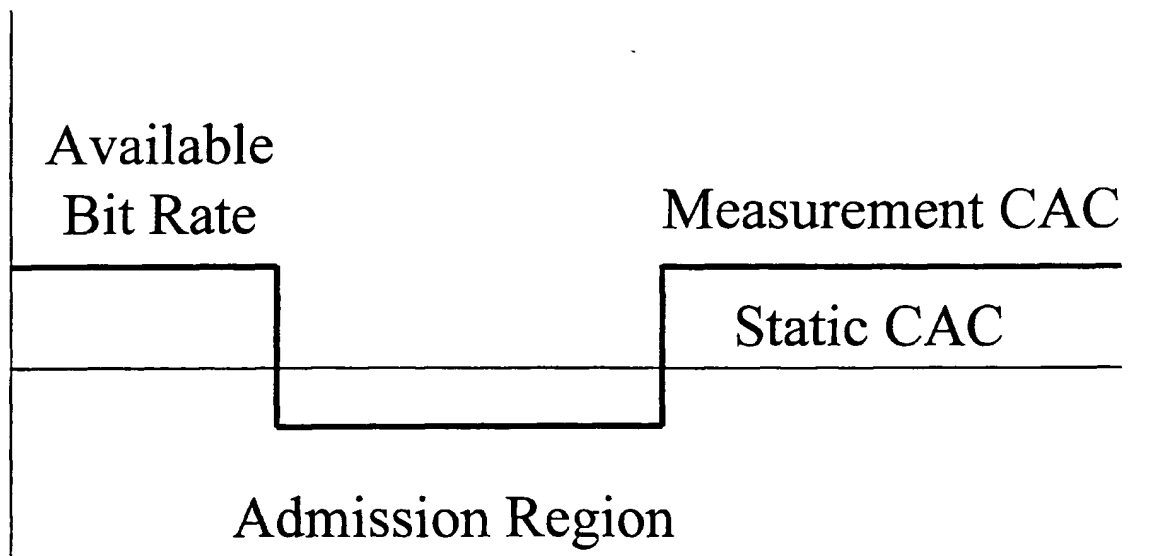 Available
Bit Rate
Measurement CAC
Static CAC
Admission Region